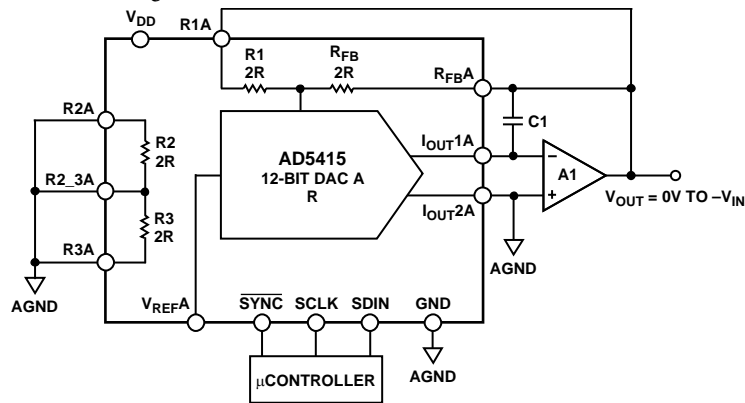 VDD
R1A
R1
2R
RFB
2R
RFBA
R2A
R2
2R
C1
AD5415
12-BIT DAC A
R
IOUT1A
A1
R2_3A
R3
2R
IOUT2A
VOUT = 0V TO –VIN
R3A
AGND
AGND
VREFA
SYNC
SCLK
SDIN
GND
µCONTROLLER
AGND